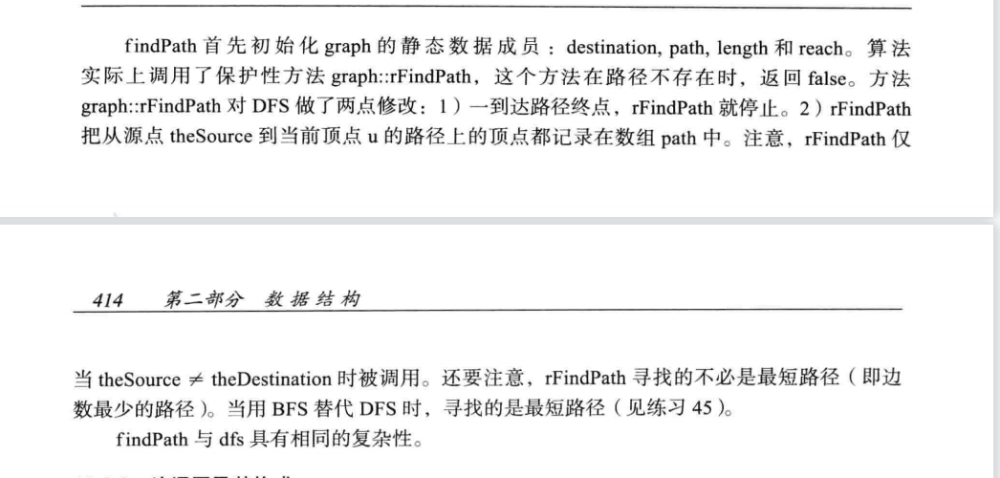 findPath 首先初始化 graph 的静态数据成员：destination, path, length 和 reach。算法
实际上调用了保护性方法 graph::rFindPath，这个方法在路径不存在时，返回 false。方法
graph::rFindPath 对 DFS 做了两点修改：1）一到达路径终点，rFindPath 就停止。2）rFindPath
把从源点 theSource 到当前顶点 u 的路径上的顶点都记录在数组 path 中。注意，rFindPath 仅
414 第二部分 数据结构
当 theSource ≠ theDestination 时被调用。还要注意，rFindPath 寻找的不必是最短路径（即边
数最少的路径）。当用 BFS 替代 DFS 时，寻找的是最短路径（见练习 45）。
findPath 与 dfs 具有相同的复杂性。